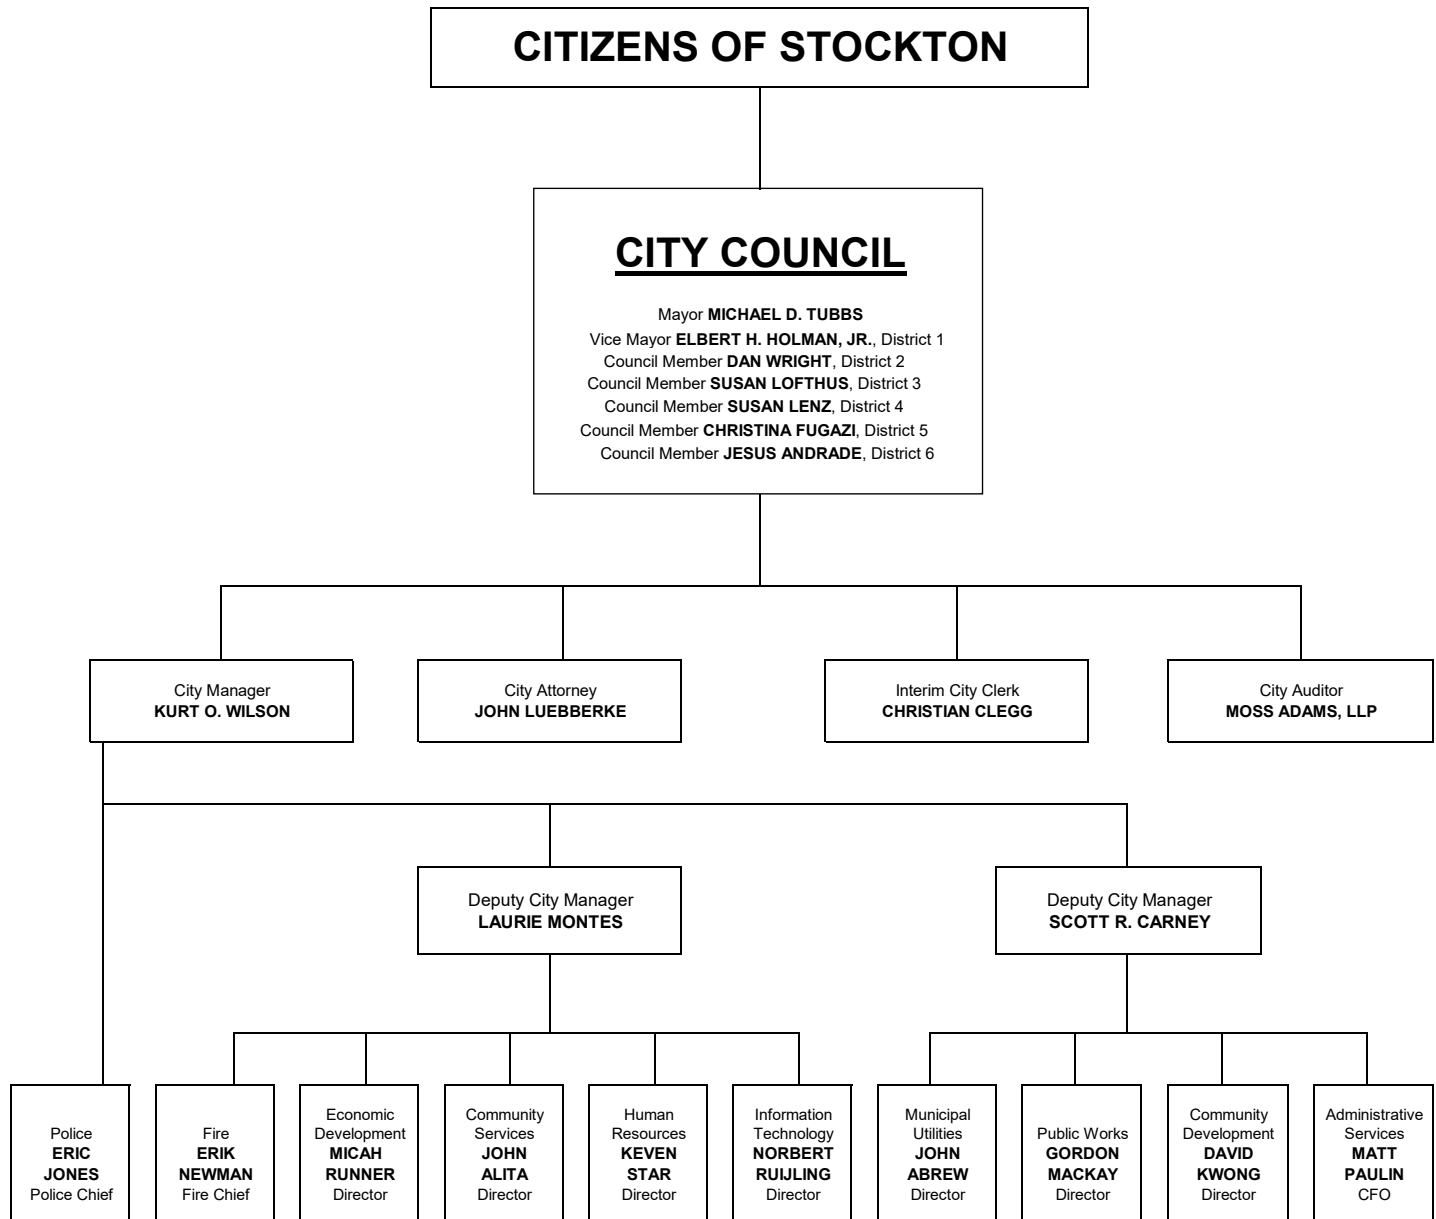 CITIZENS OF STOCKTON
CITY COUNCIL
Mayor MICHAEL D. TUBBS
Vice Mayor ELBERT H. HOLMAN, JR., District 1
Council Member DAN WRIGHT, District 2
Council Member SUSAN LOFTHUS, District 3
Council Member SUSAN LENZ, District 4
Council Member CHRISTINA FUGAZI, District 5
Council Member JESUS ANDRADE, District 6
City Manager
KURT O. WILSON
City Attorney
JOHN LUEBBERKE
Interim City Clerk
CHRISTIAN CLEGG
City Auditor
MOSS ADAMS, LLP
Deputy City Manager
LAURIE MONTES
Deputy City Manager
SCOTT R. CARNEY
Police
ERIC
JONES
Police Chief
Fire
ERIK
NEWMAN
Fire Chief
Economic
Development
MICAH
RUNNER
Director
Community
Services
JOHN
ALITA
Director
Human
Resources
KEVEN
STAR
Director
Information
Technology
NORBERT
RUIJLING
Director
Municipal
Utilities
JOHN
ABREW
Director
Public Works
GORDON
MACKAY
Director
Community
Development
DAVID
KWONG
Director
Administrative
Services
MATT
PAULIN
CFO